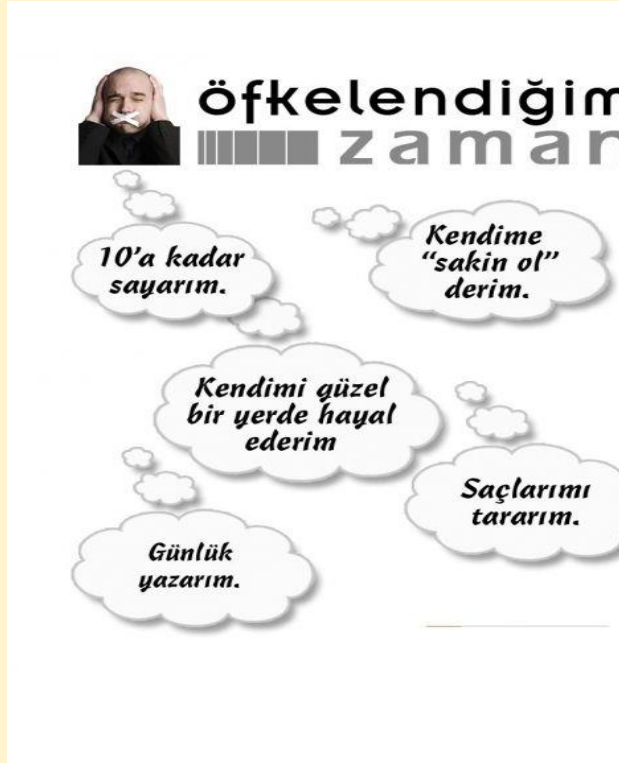 öfkelendiğim
zaman
10'a kadar
sayarım.
Kendime
“sakin ol”
derim.
Kendimi güzel
bir yerde hayal
ederim
Saçlarımı
tararım.
Günlük
yazarım.